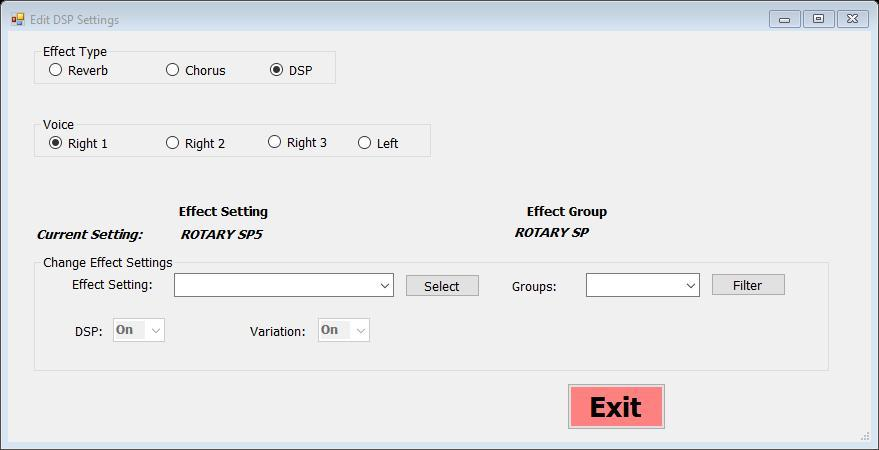 Edit DSP Settings
Effect Type
Reverb Chorus DSP
Voice
Right 1 Right 2 Right 3 Left
Effect Setting Effect Group
Current Setting: ROTARY SP5 ROTARY SP
Change Effect Settings
Effect Setting: Select Groups: Filter
DSP: On Variation: On
Exit